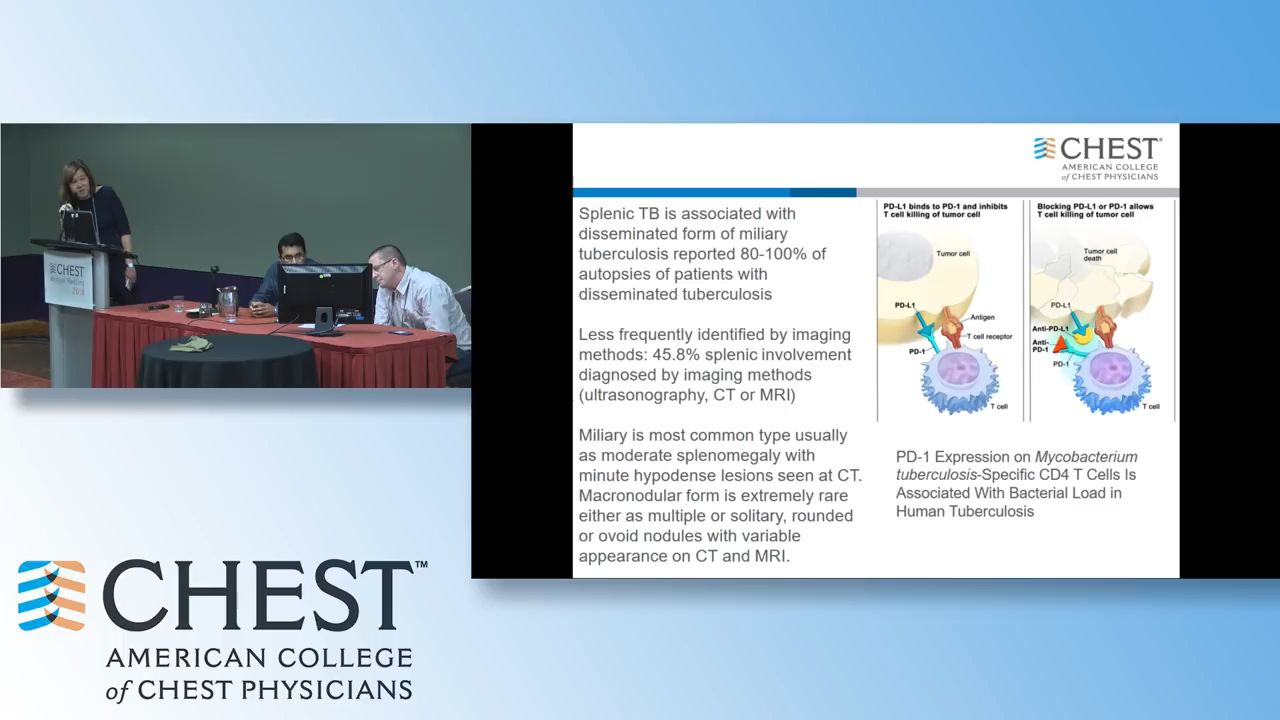 CHEST
Annual Meeting
CHEST
AMERICAN COLLEGE
of CHEST PHYSICIANS
Splenic TB is associated with
disseminated form of miliary
tuberculosis reported 80-100% of
autopsies of patients with
disseminated tuberculosis
Less frequently identified by imaging
methods: 45.8% splenic involvement
diagnosed by imaging methods
(ultrasonography, CT or MRI)
Miliary is most common type usually
as moderate splenomegaly with
minute hypodense lesions seen at CT.
Macronodular form is extremely rare
either as multiple or solitary, rounded
or ovoid nodules with variable
appearance on CT and MRI.
PD-L1 binds to PD-1 and inhibits
T cell killing of tumor cell
Tumor cell
PD-L1
Antigen
T cell receptor
PD-1
T cell
Blocking PD-L1 or PD-1 allows
T cell killing of tumor cell
Tumor cell
death
PD-L1
Anti-PD-L1
Anti-
PD-1
PD-1
T cell
PD-1 Expression on Mycobacterium
tuberculosis-Specific CD4 T Cells Is
Associated With Bacterial Load in
Human Tuberculosis
CHEST™
AMERICAN COLLEGE
of CHEST PHYSICIANS